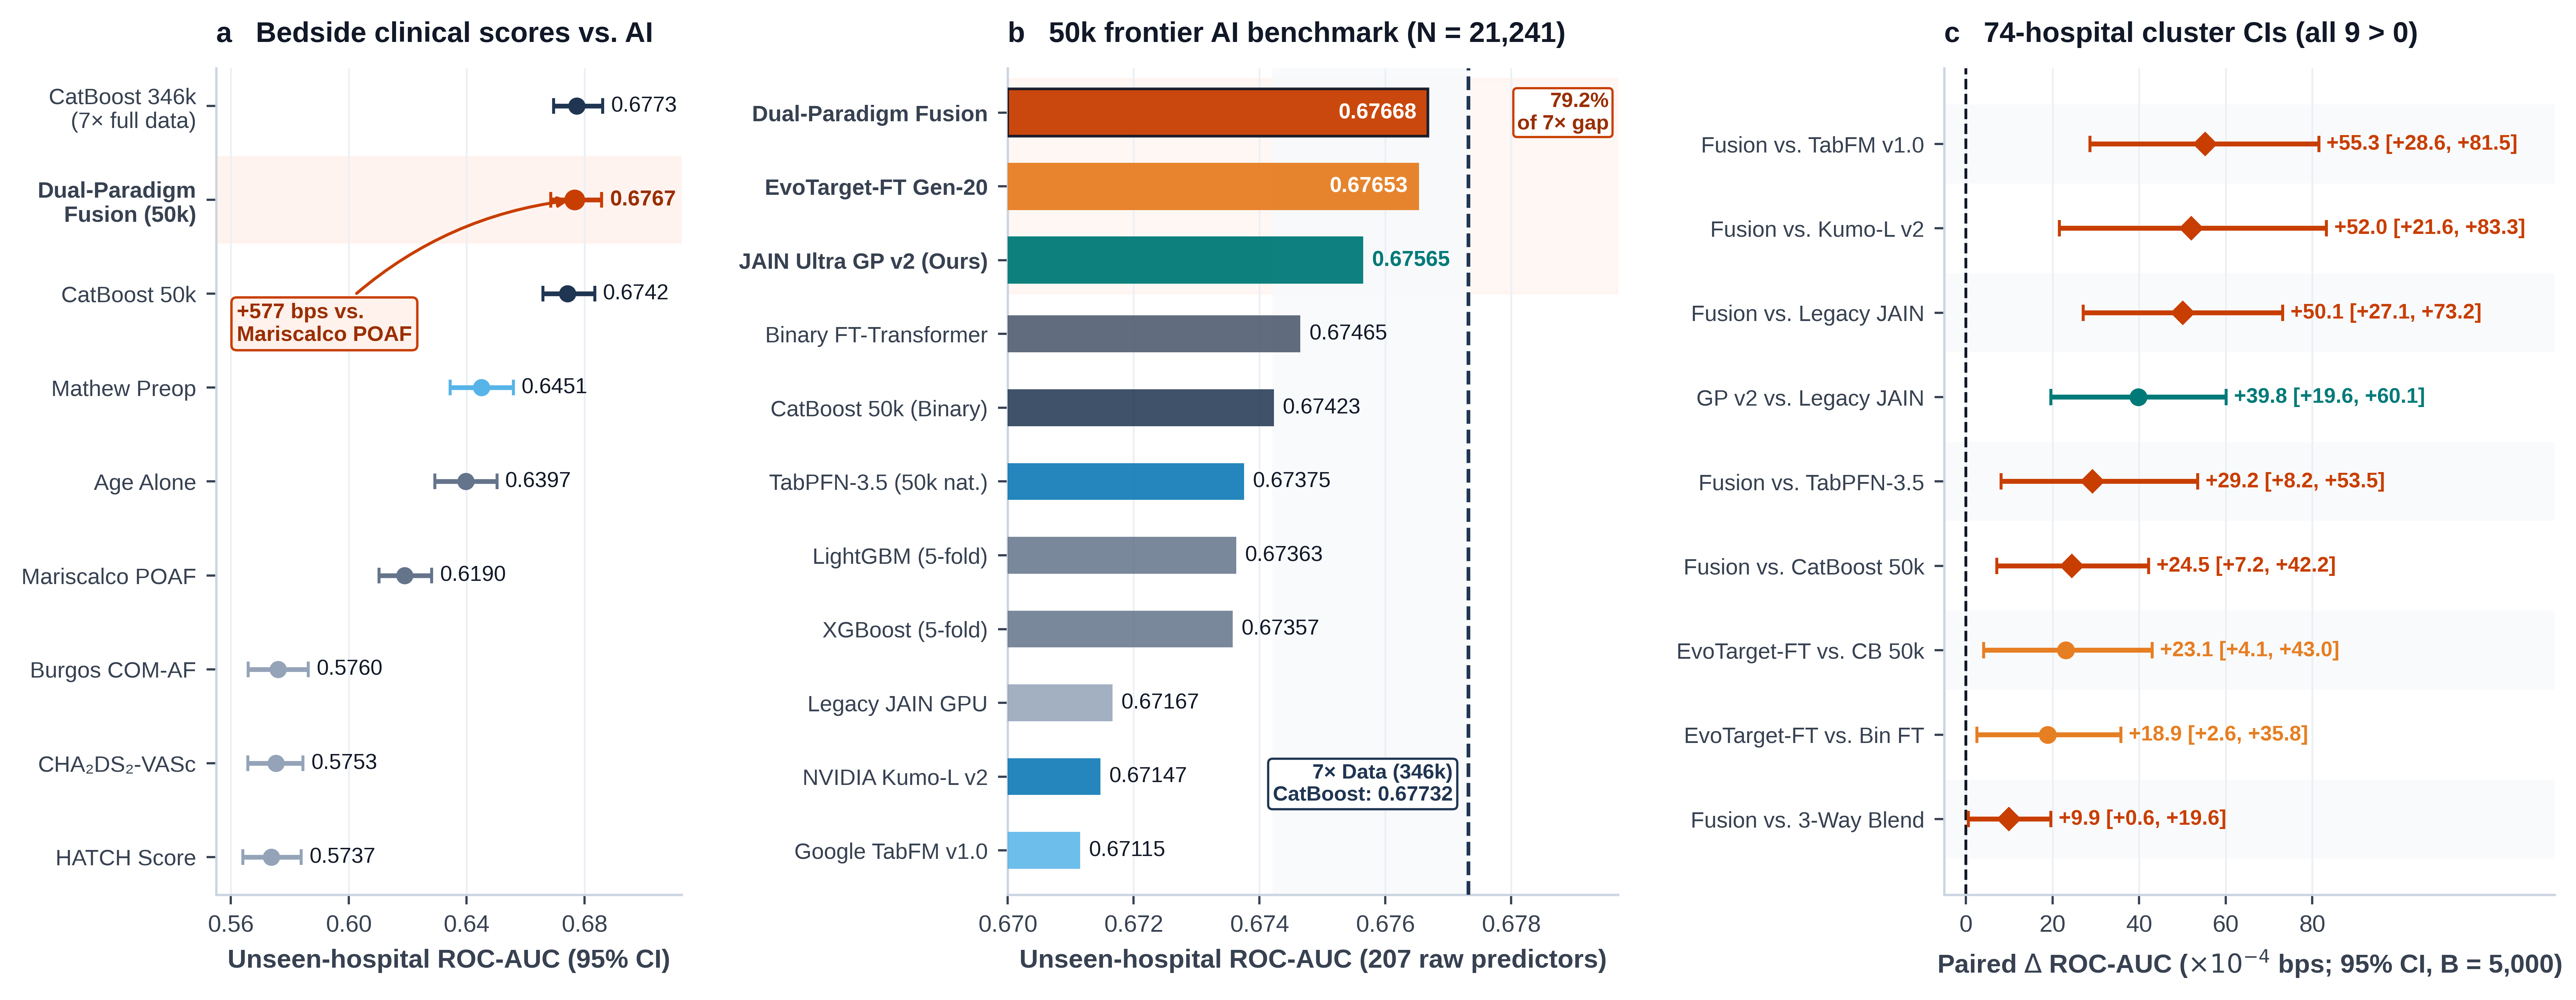 a Bedside clinical scores vs. AI
CatBoost 346k
(7× full data)
0.6773
Dual-Paradigm
Fusion (50k)
0.6767
CatBoost 50k
0.6742
+577 bps vs.
Mariscalco POAF
Mathew Preop
0.6451
Age Alone
0.6397
Mariscalco POAF
0.6190
Burgos COM-AF
0.5760
CHA₂DS₂-VASc
0.5753
HATCH Score
0.5737
0.56 0.60 0.64 0.68
Unseen-hospital ROC-AUC (95% CI)
b 50k frontier AI benchmark (N = 21,241)
Dual-Paradigm Fusion
0.67668
79.2%
of 7× gap
EvoTarget-FT Gen-20
0.67653
JAIN Ultra GP v2 (Ours)
0.67565
Binary FT-Transformer
0.67465
CatBoost 50k (Binary)
0.67423
TabPFN-3.5 (50k nat.)
0.67375
LightGBM (5-fold)
0.67363
XGBoost (5-fold)
0.67357
Legacy JAIN GPU
0.67167
NVIDIA Kumo-L v2
0.67147
7× Data (346k)
CatBoost: 0.67732
Google TabFM v1.0
0.67115
0.670 0.672 0.674 0.676 0.678
Unseen-hospital ROC-AUC (207 raw predictors)
c 74-hospital cluster CIs (all 9 > 0)
Fusion vs. TabFM v1.0
+55.3 [+28.6, +81.5]
Fusion vs. Kumo-L v2
+52.0 [+21.6, +83.3]
Fusion vs. Legacy JAIN
+50.1 [+27.1, +73.2]
GP v2 vs. Legacy JAIN
+39.8 [+19.6, +60.1]
Fusion vs. TabPFN-3.5
+29.2 [+8.2, +53.5]
Fusion vs. CatBoost 50k
+24.5 [+7.2, +42.2]
EvoTarget-FT vs. CB 50k
+23.1 [+4.1, +43.0]
EvoTarget-FT vs. Bin FT
+18.9 [+2.6, +35.8]
Fusion vs. 3-Way Blend
+9.9 [+0.6, +19.6]
0 20 40 60 80
Paired Δ ROC-AUC (×10⁻⁴ bps; 95% CI, B = 5,000)